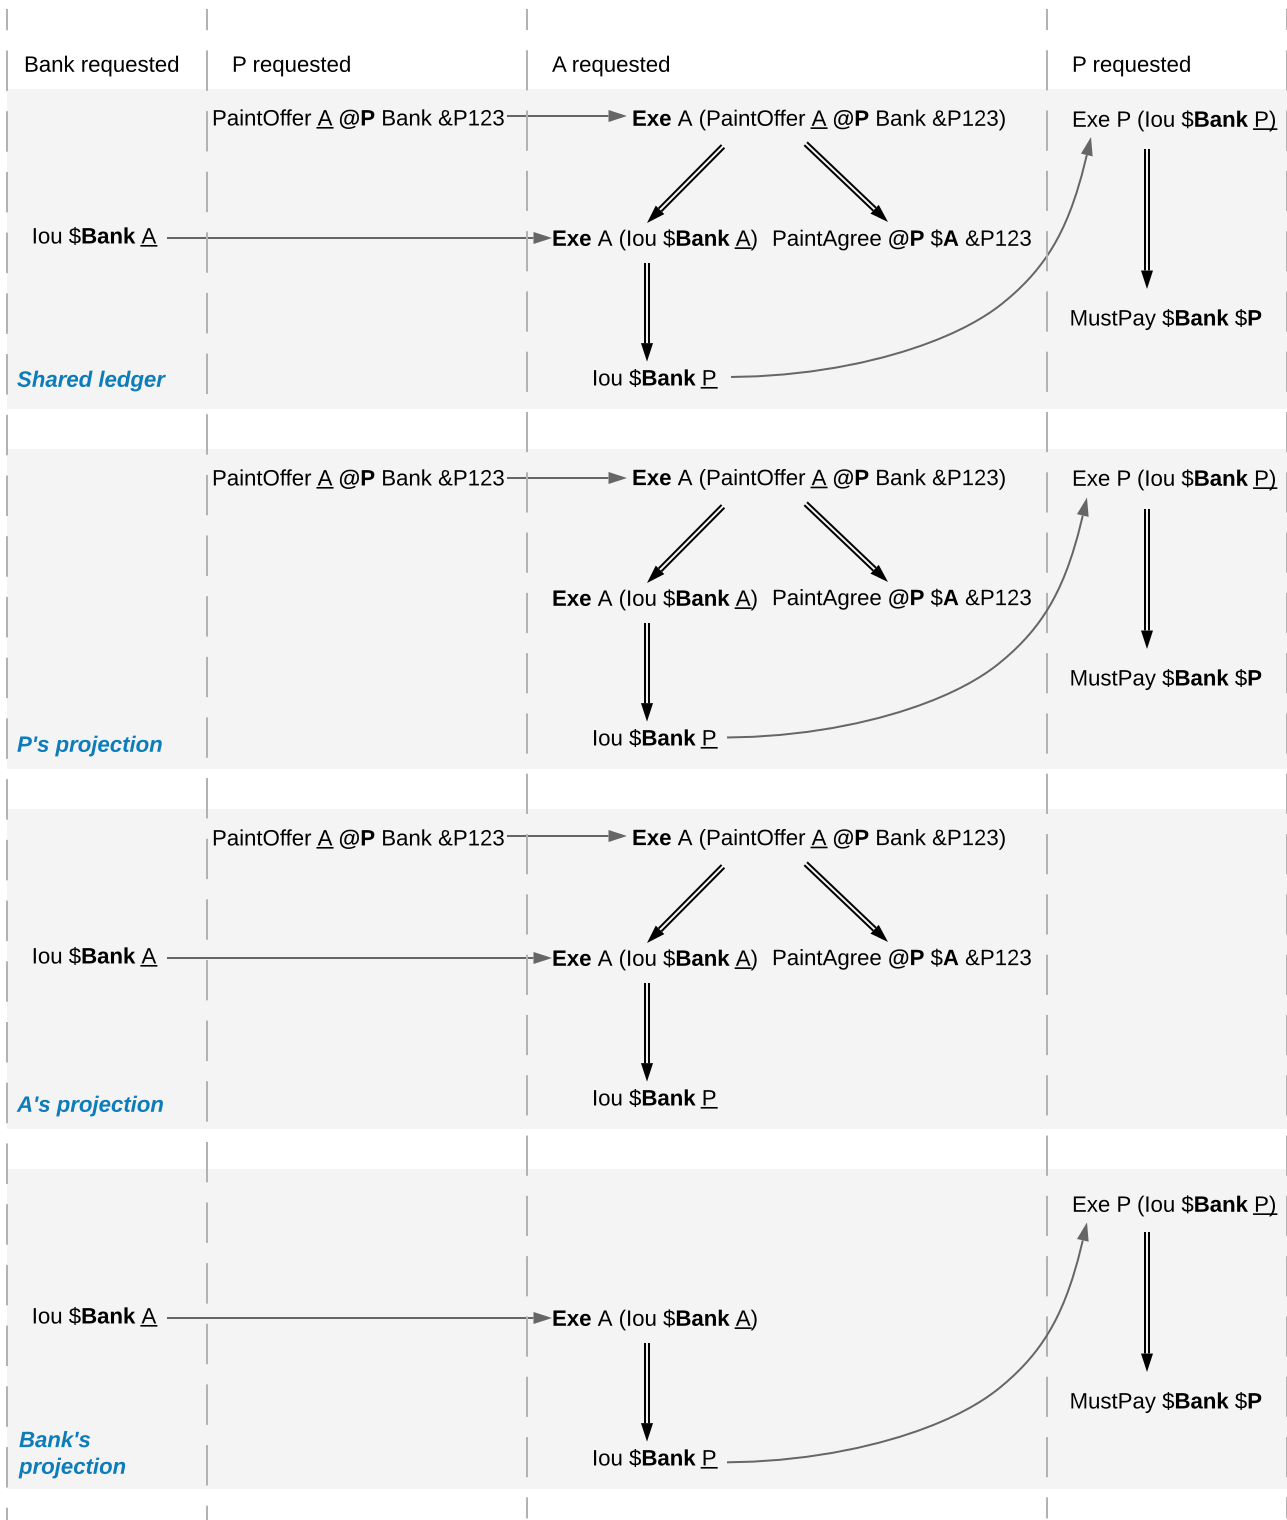 Bank requested P requested A requested P requested
PaintOffer A @P Bank &P123 Exe A (PaintOffer A @P Bank &P123) Exe P (Iou $Bank P)
Iou $Bank A Exe A (Iou $Bank A) PaintAgree @P $A &P123
MustPay $Bank $P
Shared ledger Iou $Bank P
PaintOffer A @P Bank &P123 Exe A (PaintOffer A @P Bank &P123) Exe P (Iou $Bank P)
Exe A (Iou $Bank A) PaintAgree @P $A &P123
MustPay $Bank $P
P's projection Iou $Bank P
PaintOffer A @P Bank &P123 Exe A (PaintOffer A @P Bank &P123)
Iou $Bank A Exe A (Iou $Bank A) PaintAgree @P $A &P123
A's projection Iou $Bank P
Exe P (Iou $Bank P)
Iou $Bank A Exe A (Iou $Bank A)
MustPay $Bank $P
Bank's
projection Iou $Bank P